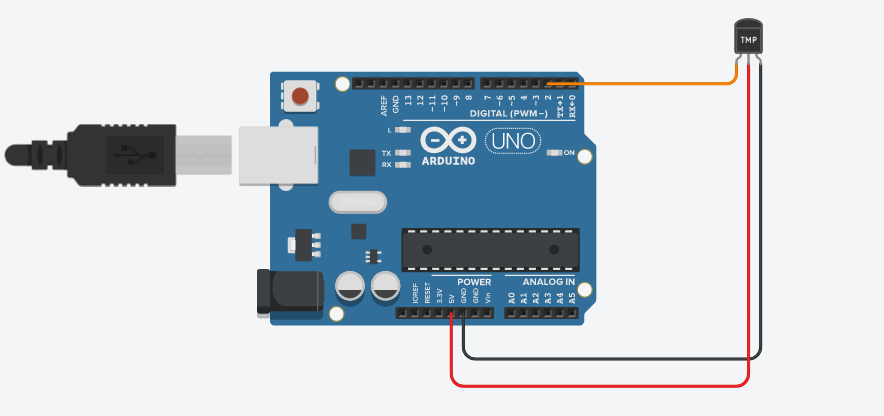 TMP
AREF
GND
13
12
~11
~10
~9
8
7
~6
~5
4
~3
2
TX→1
RX←0
DIGITAL (PWM~)
L
TX
RX
UNO
ARDUINO
ON
POWER
ANALOG IN
IOREF
RESET
3.3V
5V
GND
GND
Vin
A0
A1
A2
A3
A4
A5